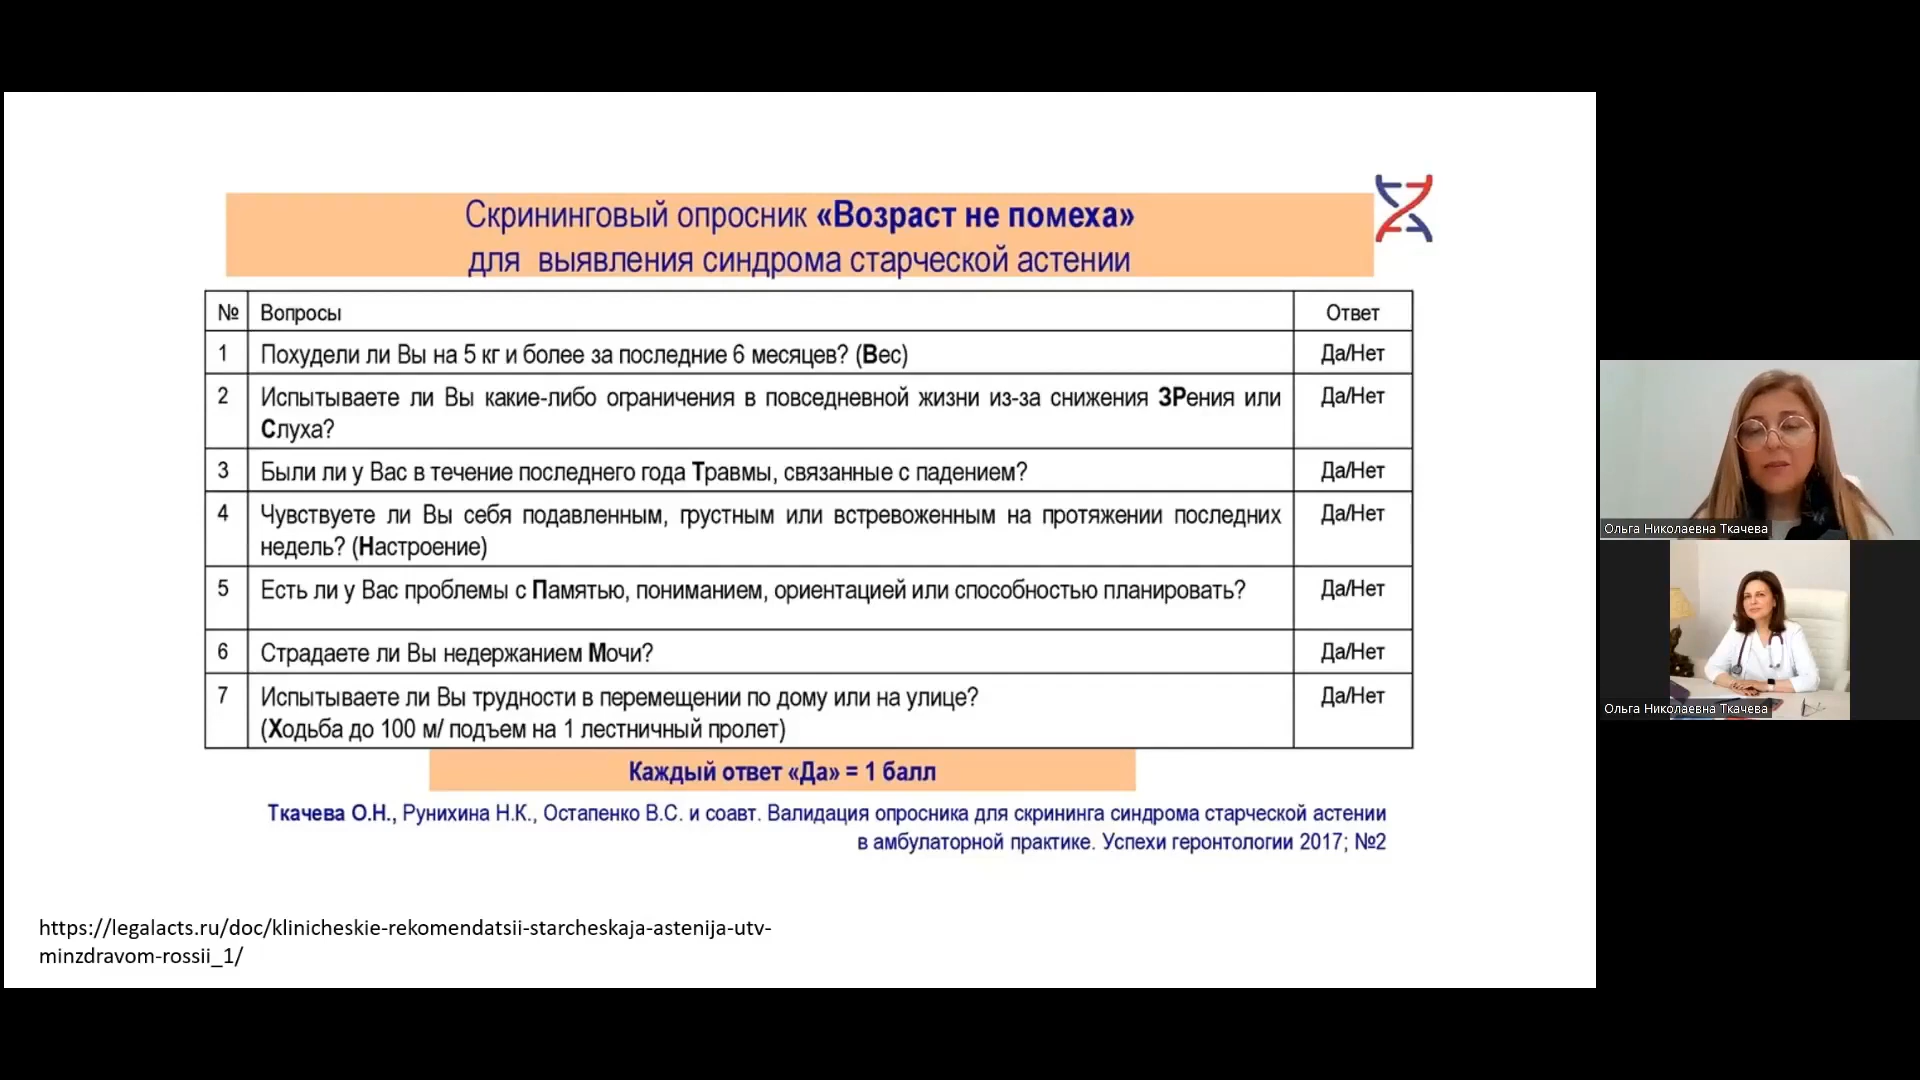 Скрининговый опросник «Возраст не помеха»
для выявления синдрома старческой астении
№ Вопросы Ответ
1 Похудели ли Вы на 5 кг и более за последние 6 месяцев? (Вес) Да/Нет
2 Испытываете ли Вы какие-либо ограничения в повседневной жизни из-за снижения ЗРения или Да/Нет
Слуха?
3 Были ли у Вас в течение последнего года Травмы, связанные с падением? Да/Нет
4 Чувствуете ли Вы себя подавленным, грустным или встревоженным на протяжении последних Да/Нет
недель? (Настроение)
5 Есть ли у Вас проблемы с Памятью, пониманием, ориентацией или способностью планировать? Да/Нет
6 Страдаете ли Вы недержанием Мочи? Да/Нет
7 Испытываете ли Вы трудности в перемещении по дому или на улице? Да/Нет
(Ходьба до 100 м/ подъем на 1 лестничный пролет)
Каждый ответ «Да» = 1 балл
Ткачева О.Н., Рунихина Н.К., Остапенко В.С. и соавт. Валидация опросника для скрининга синдрома старческой астении
в амбулаторной практике. Успехи геронтологии 2017; №2
https://legalacts.ru/doc/klinicheskie-rekomendatsii-starcheskaja-astenija-utv-
minzdravom-rossii_1/
Ольга Николаевна Ткачева
Ольга Николаевна Ткачева